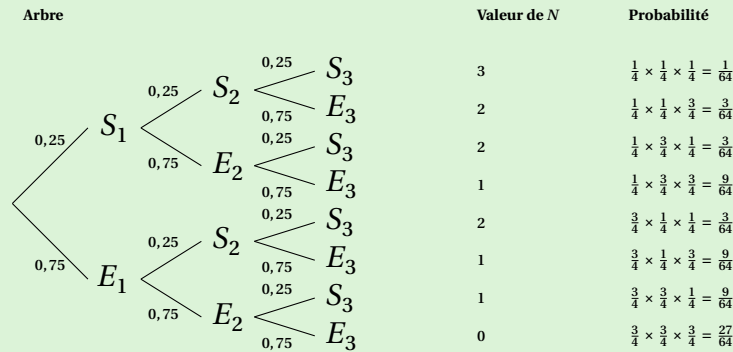 Arbre Valeur de N Probabilité
0,25 S₃ 3 1/4 × 1/4 × 1/4 = 1/64
0,25 S₂
0,75 E₃ 2 1/4 × 1/4 × 3/4 = 3/64
0,25 S₁
0,25 S₃ 2 1/4 × 3/4 × 1/4 = 3/64
0,75 E₂
0,75 E₃ 1 1/4 × 3/4 × 3/4 = 9/64
0,25 S₃ 2 3/4 × 1/4 × 1/4 = 3/64
0,25 S₂
0,75 E₃ 1 3/4 × 1/4 × 3/4 = 9/64
0,75 E₁
0,25 S₃ 1 3/4 × 3/4 × 1/4 = 9/64
0,75 E₂
0,75 E₃ 0 3/4 × 3/4 × 3/4 = 27/64